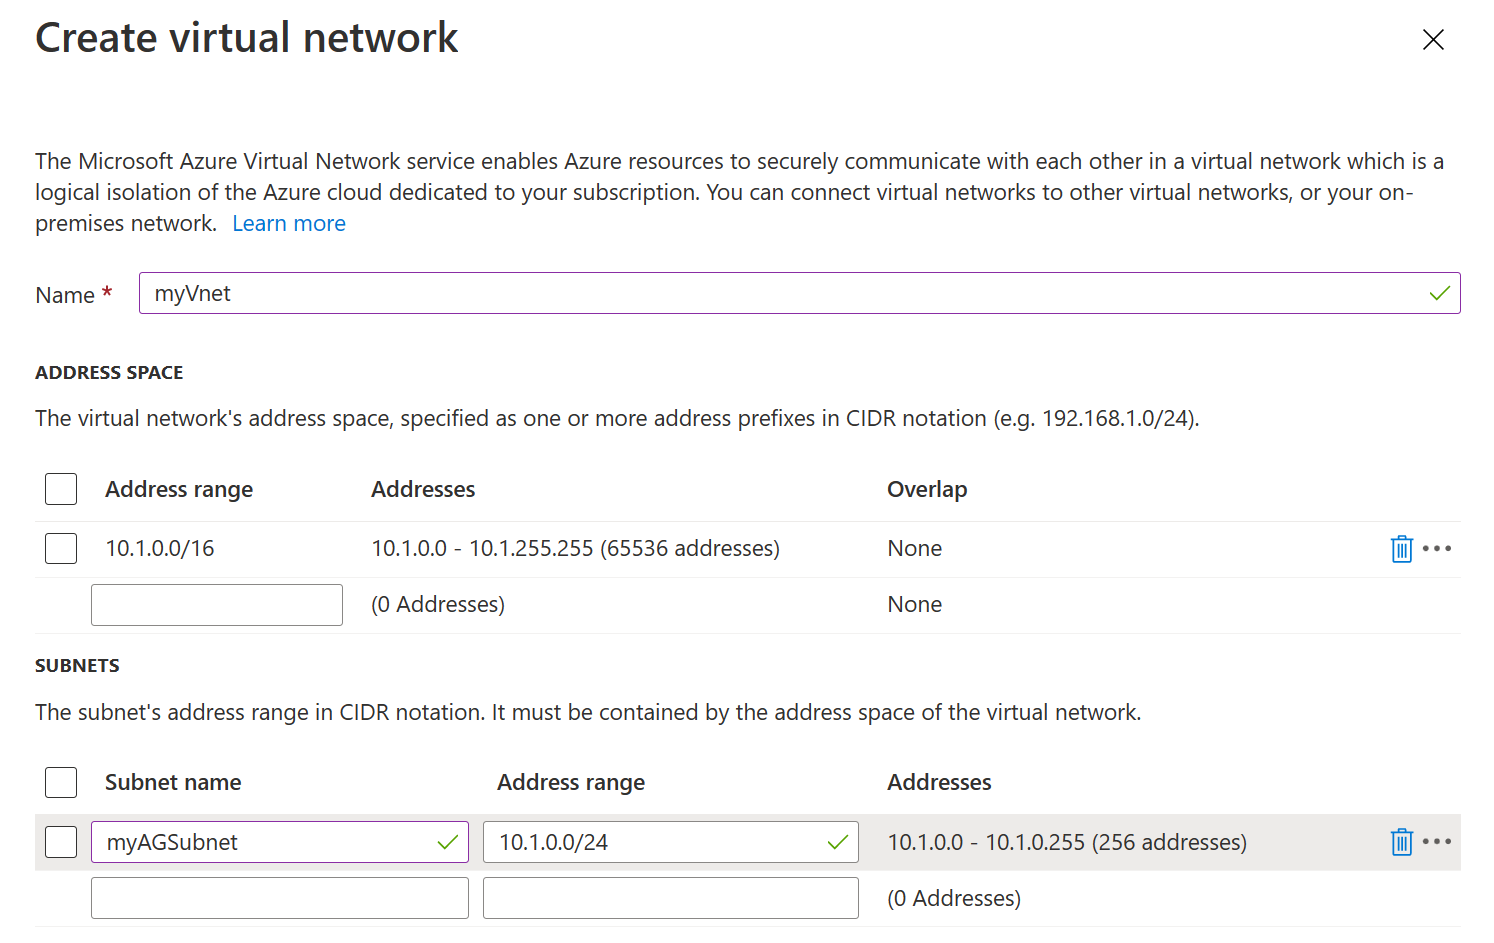 Create virtual network
The Microsoft Azure Virtual Network service enables Azure resources to securely communicate with each other in a virtual network which is a
logical isolation of the Azure cloud dedicated to your subscription. You can connect virtual networks to other virtual networks, or your on-
premises network. Learn more
Name * myVnet
ADDRESS SPACE
The virtual network's address space, specified as one or more address prefixes in CIDR notation (e.g. 192.168.1.0/24).
Address range Addresses Overlap
10.1.0.0/16 10.1.0.0 - 10.1.255.255 (65536 addresses) None
(0 Addresses) None
SUBNETS
The subnet's address range in CIDR notation. It must be contained by the address space of the virtual network.
Subnet name Address range Addresses
myAGSubnet 10.1.0.0/24 10.1.0.0 - 10.1.0.255 (256 addresses)
(0 Addresses)